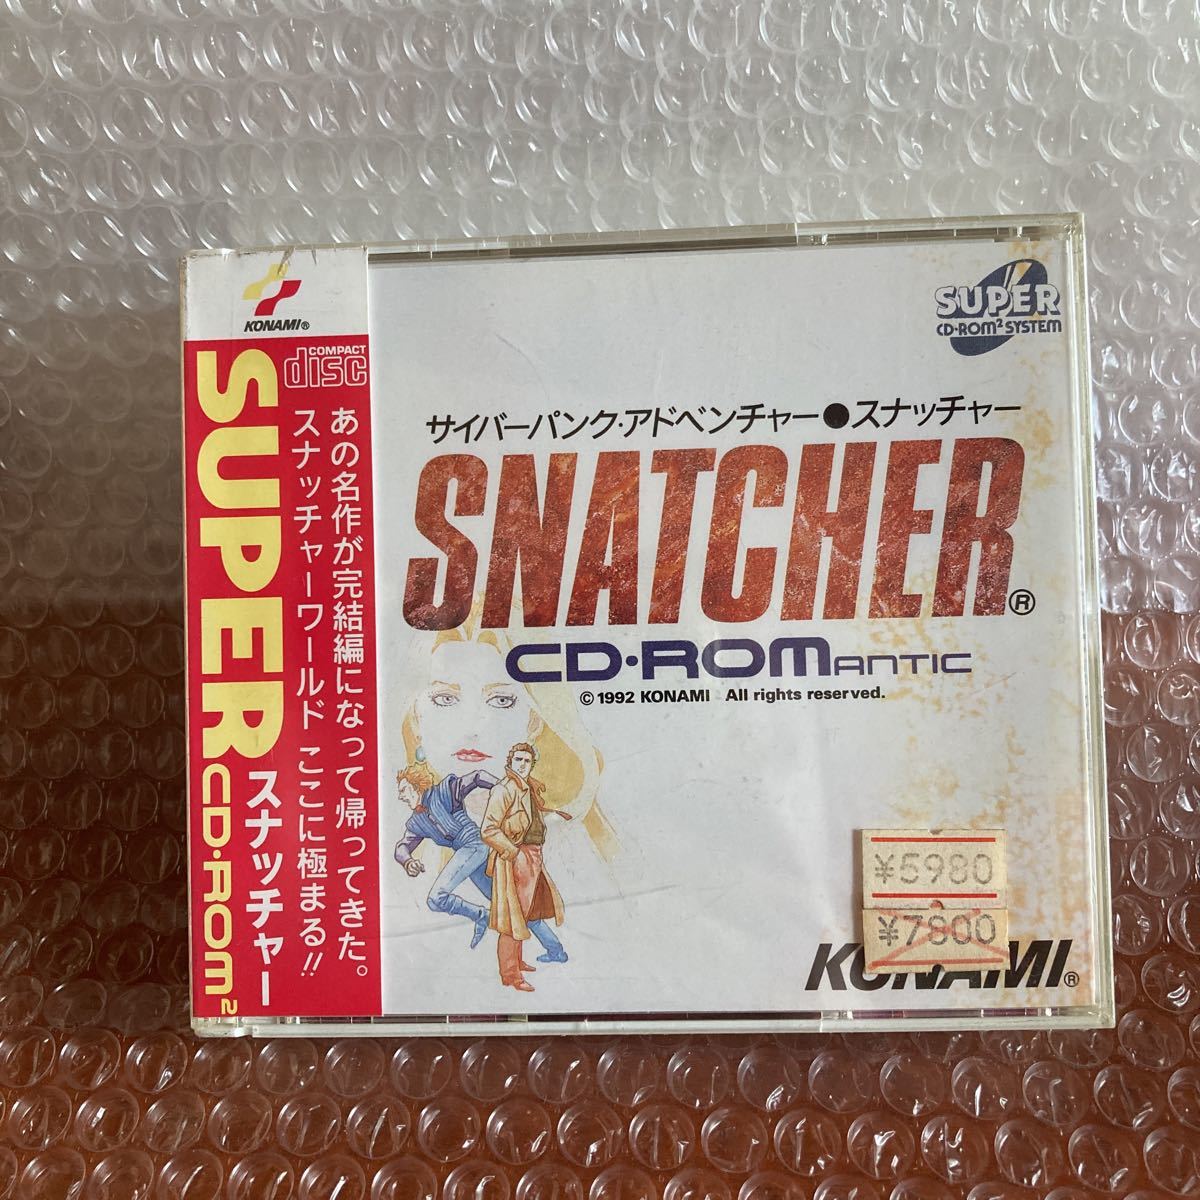 KONAMI®
COMPACT
disc
SUPER CD-ROM²
スナッチャー
あの名作が完結編になって帰ってきた。
スナッチャーワールド ここに極まる!!
SUPER
CD-ROM² SYSTEM
サイバーパンク・アドベンチャー●スナッチャー
SNATCHER®
CD・ROMANTIC
© 1992 KONAMI All rights reserved.
¥5980
¥7800
KONAMI®